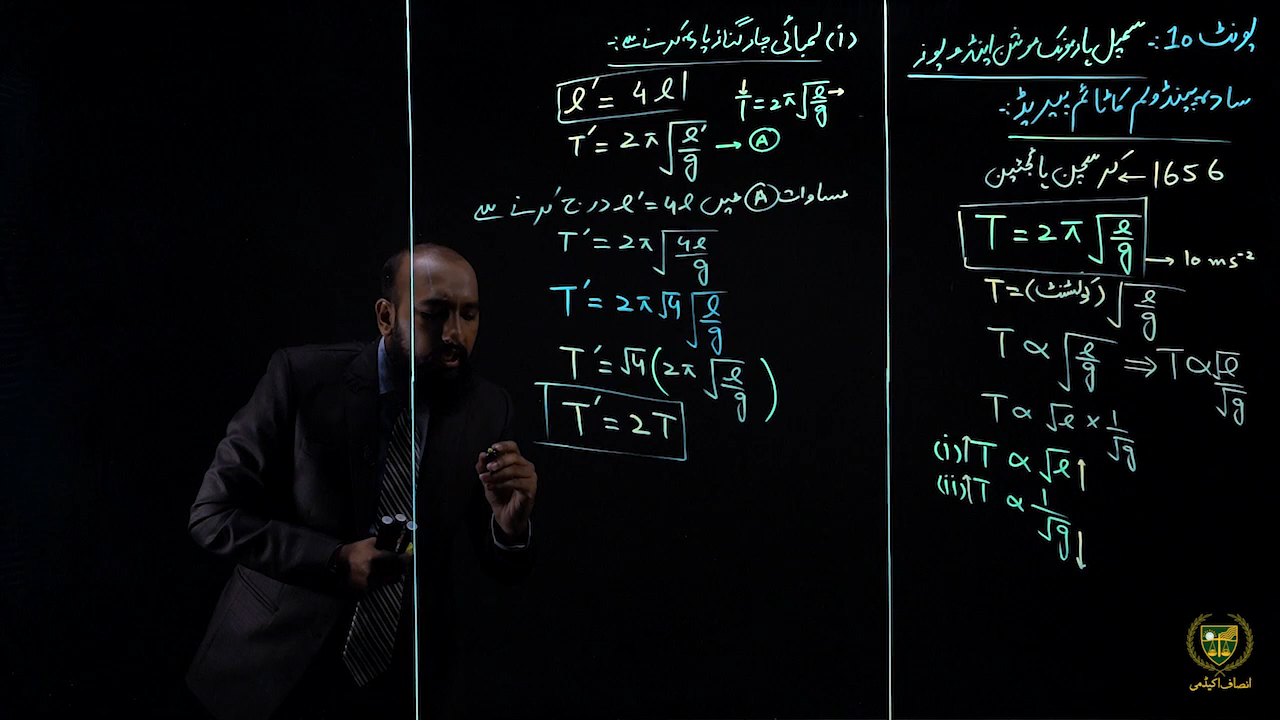 یونٹ 10:- سمپل ہارمونک موشن اینڈ ویوز
سادہ پینڈولم کا ٹائم پیریڈ:-
1656 → کرسچن ہائجنز
T = 2π√(ℓ/g) → 10 ms⁻²
T = (کونسٹنٹ) √(ℓ/g)
T ∝ √(ℓ/g) ⇒ T ∝ √ℓ/√g
T ∝ √ℓ × 1/√g
(i) ↑T ∝ √ℓ ↑
(ii) ↑T ∝ 1/√g ↓
(i) لمبائی چار گنا زیادہ کرنے سے:-
ℓ' = 4ℓ
T = 2π√(ℓ/g) →
T' = 2π√(ℓ'/g) → Ⓐ
مساوات Ⓐ میں ℓ' = 4ℓ درج کرنے سے
T' = 2π√(4ℓ/g)
T' = 2π√4 √(ℓ/g)
T' = √4 (2π√(ℓ/g))
T' = 2T
انصاف اکیڈمی